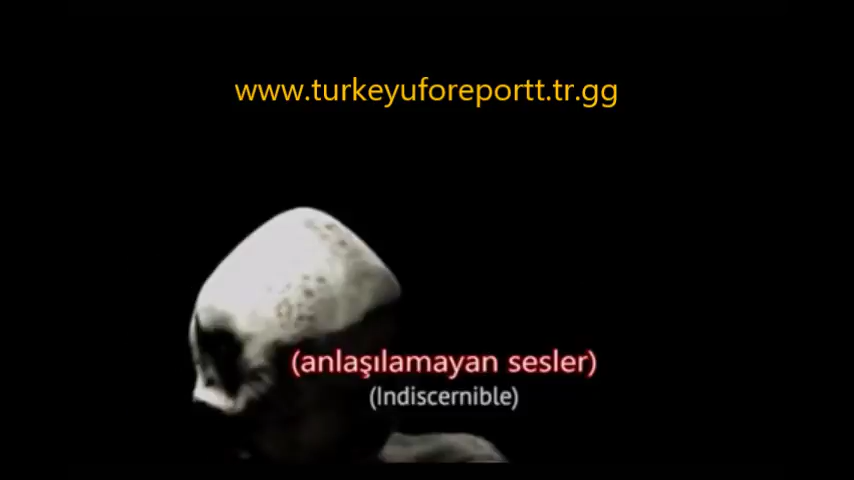 www.turkeyuforeportt.tr.gg
(anlaşılamayan sesler)
(Indiscernible)